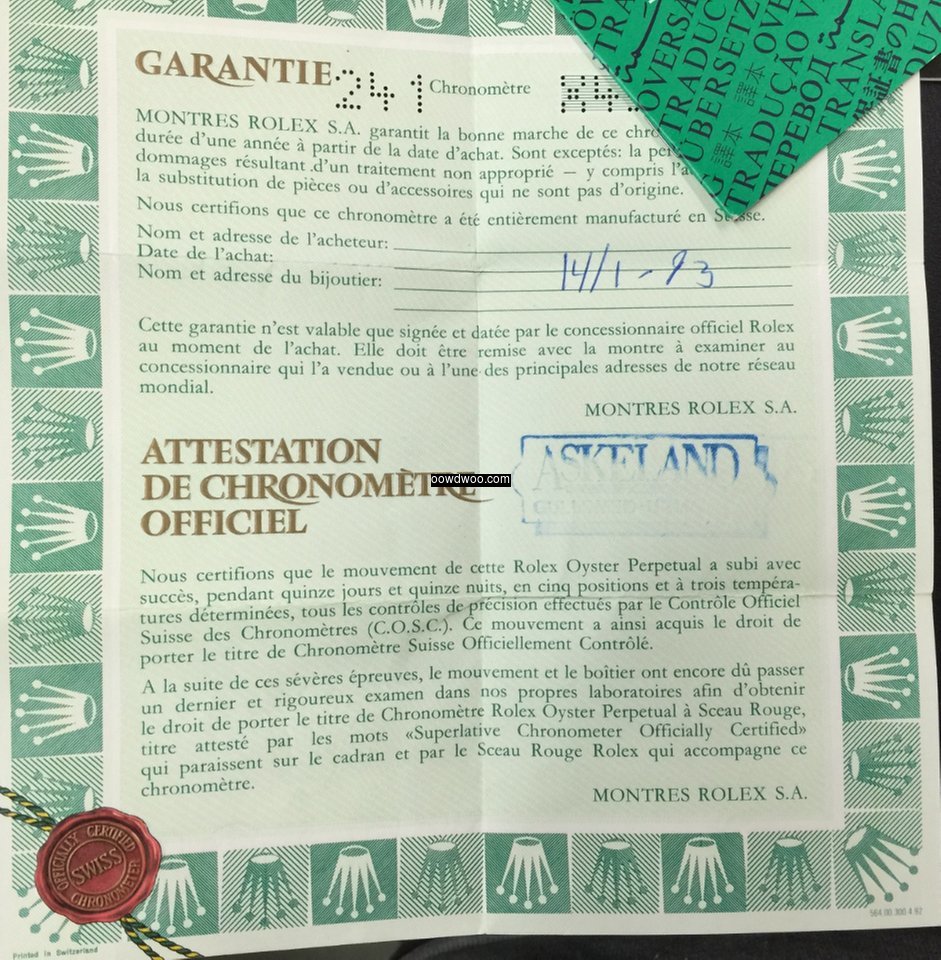 GARANTIE 241 Chronomètre
MONTRES ROLEX S.A. garantit la bonne marche de ce
durée d'une année à partir de la date d'achat. Sont exceptés: la
dommages résultant d'un traitement non approprié — y compris
la substitution de pièces ou d'accessoires qui ne sont pas d'origine.
Nous certifions que ce chronomètre a été entièrement manufacturé en Suisse.
Nom et adresse de l'acheteur:
Date de l'achat: 14/1-93
Nom et adresse du bijoutier:
Cette garantie n'est valable que signée et datée par le concessionnaire officiel Rolex
au moment de l'achat. Elle doit être remise avec la montre à examiner au
concessionnaire qui l'a vendue ou à l'une des principales adresses de notre réseau
mondial.
MONTRES ROLEX S.A.
ATTESTATION
DE CHRONOMÈTRE
OFFICIEL
oowdwoo.com
ASKELAND
Nous certifions que le mouvement de cette Rolex Oyster Perpetual a subi avec
succès, pendant quinze jours et quinze nuits, en cinq positions et à trois tempéra-
tures déterminées, tous les contrôles de précision effectués par le Contrôle Officiel
Suisse des Chronomètres (C.O.S.C.). Ce mouvement a ainsi acquis le droit de
porter le titre de Chronomètre Suisse Officiellement Contrôlé.
A la suite de ces sévères épreuves, le mouvement et le boîtier ont encore dû passer
un dernier et rigoureux examen dans nos propres laboratoires afin d'obtenir
le droit de porter le titre de Chronomètre Rolex Oyster Perpetual à Sceau Rouge,
titre attesté par les mots «Superlative Chronometer Officially Certified»
qui paraissent sur le cadran et par le Sceau Rouge Rolex qui accompagne ce
chronomètre.
MONTRES ROLEX S.A.
OFFICIALLY CERTIFIED
SWISS
CHRONOMETER
Printed in Switzerland
564.00.300.4.92
TRADUC
ÜBERSETZ
譯本
TRADUÇÃO
ПЕРЕВОД
TRANSLA